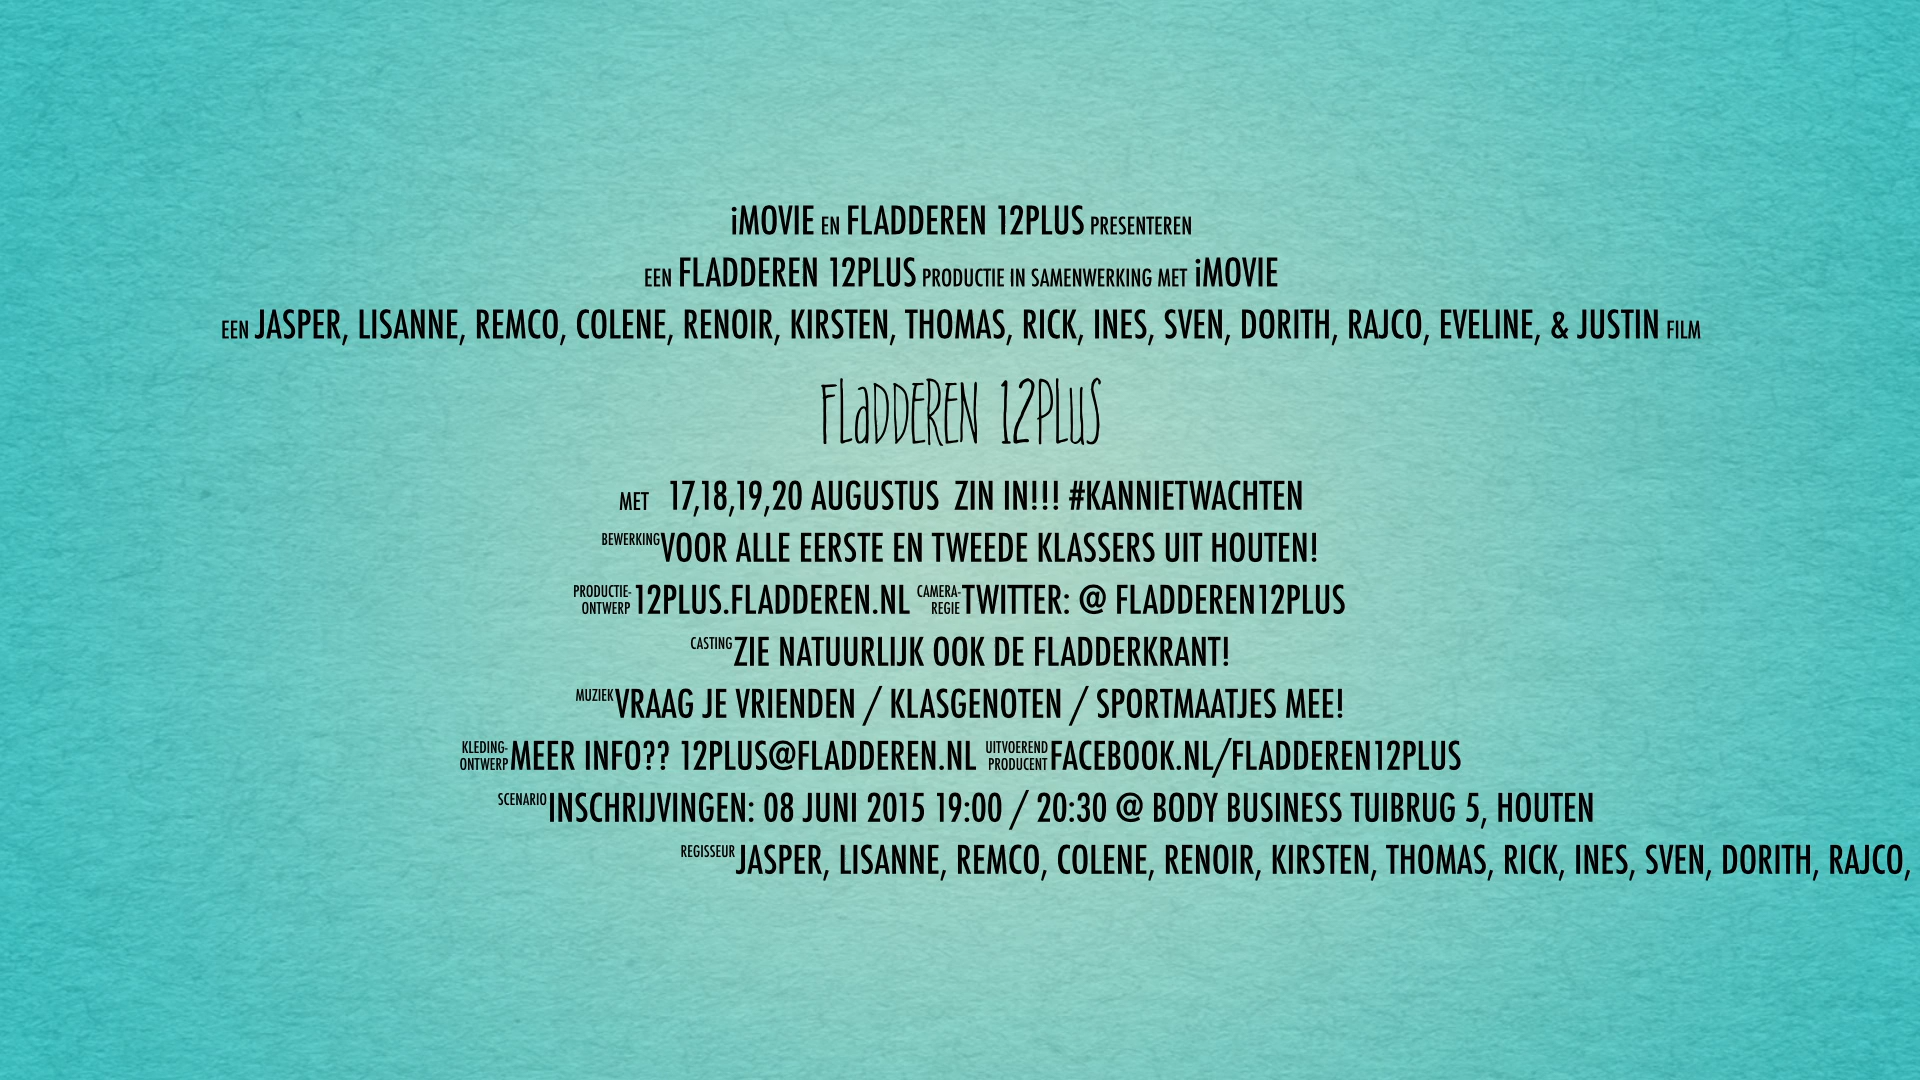 iMOVIE EN FLADDEREN 12PLUS PRESENTEREN
EEN FLADDEREN 12PLUS PRODUCTIE IN SAMENWERKING MET iMOVIE
EEN JASPER, LISANNE, REMCO, COLENE, RENOIR, KIRSTEN, THOMAS, RICK, INES, SVEN, DORITH, RAJCO, EVELINE, & JUSTIN FILM
FLaDDEREN 12PLuS
MET 17,18,19,20 AUGUSTUS ZIN IN!!! #KANNIETWACHTEN
BEWERKING VOOR ALLE EERSTE EN TWEEDE KLASSERS UIT HOUTEN!
PRODUCTIE-ONTWERP 12PLUS.FLADDEREN.NL CAMERA-REGIE TWITTER: @ FLADDEREN12PLUS
CASTING ZIE NATUURLIJK OOK DE FLADDERKRANT!
MUZIEK VRAAG JE VRIENDEN / KLASGENOTEN / SPORTMAATJES MEE!
KLEDING-ONTWERP MEER INFO?? 12PLUS@FLADDEREN.NL UITVOEREND PRODUCENT FACEBOOK.NL/FLADDEREN12PLUS
SCENARIO INSCHRIJVINGEN: 08 JUNI 2015 19:00 / 20:30 @ BODY BUSINESS TUIBRUG 5, HOUTEN
REGISSEUR JASPER, LISANNE, REMCO, COLENE, RENOIR, KIRSTEN, THOMAS, RICK, INES, SVEN, DORITH, RAJCO,